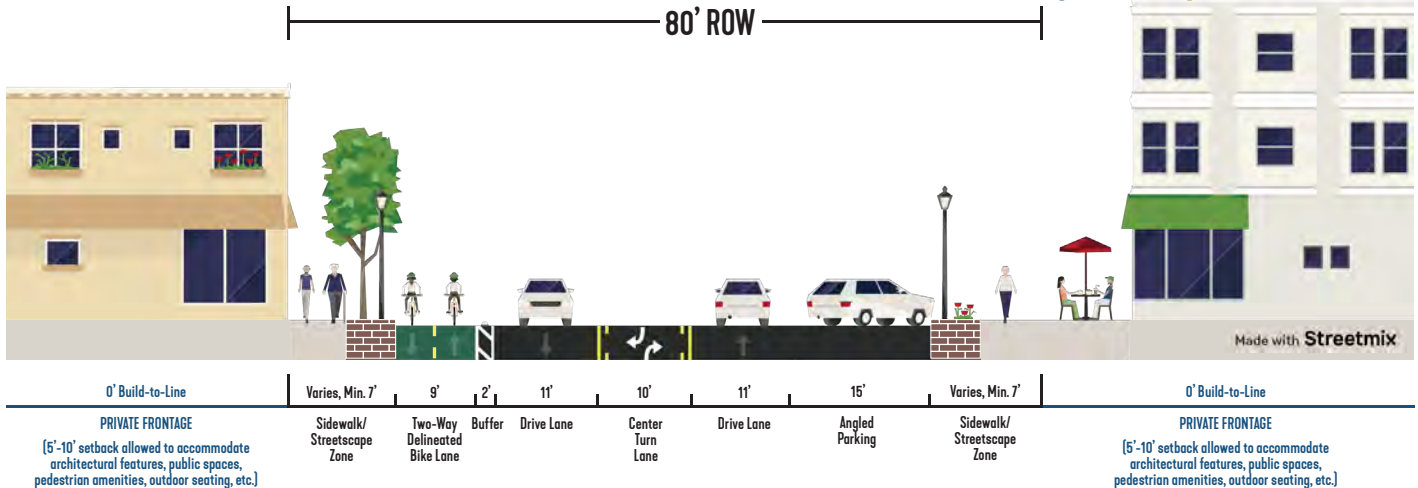 80' ROW
Made with Streetmix
0' Build-to-Line
Varies, Min. 7'
9'
2'
11'
10'
11'
15'
Varies, Min. 7'
0' Build-to-Line
PRIVATE FRONTAGE
(5'-10' setback allowed to accommodate
architectural features, public spaces,
pedestrian amenities, outdoor seating, etc.)
Sidewalk/
Streetscape
Zone
Two-Way
Delineated
Bike Lane
Buffer
Drive Lane
Center
Turn
Lane
Drive Lane
Angled
Parking
Sidewalk/
Streetscape
Zone
PRIVATE FRONTAGE
(5'-10' setback allowed to accommodate
architectural features, public spaces,
pedestrian amenities, outdoor seating, etc.)